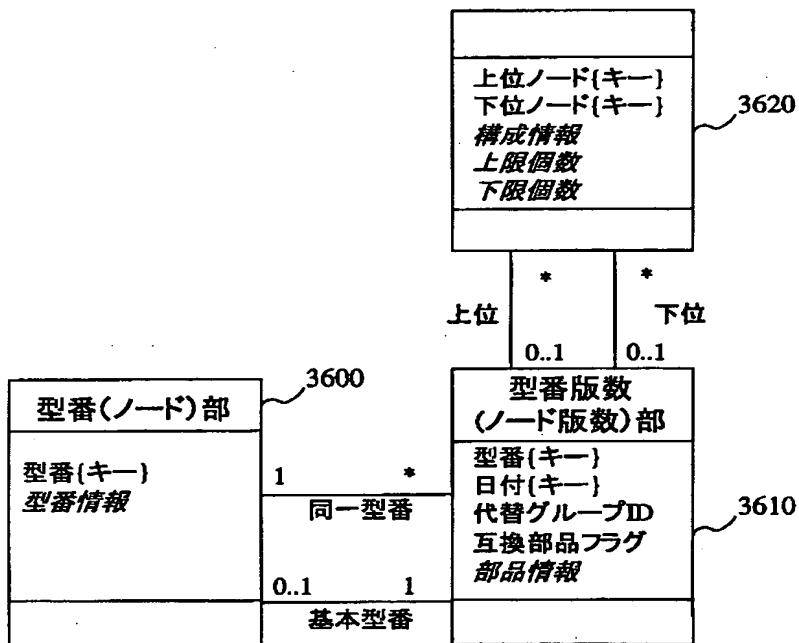 上位ノード{キー}
下位ノード{キー}
構成情報
上限個数
下限個数
3620
* *
上位 下位
0..1 0..1
3600
型番(ノード)部
型番{キー}
型番情報
1 *
同一型番
0..1 1
基本型番
型番版数
(ノード版数)部
型番{キー}
日付{キー}
代替グループID
互換部品フラグ
部品情報
3610